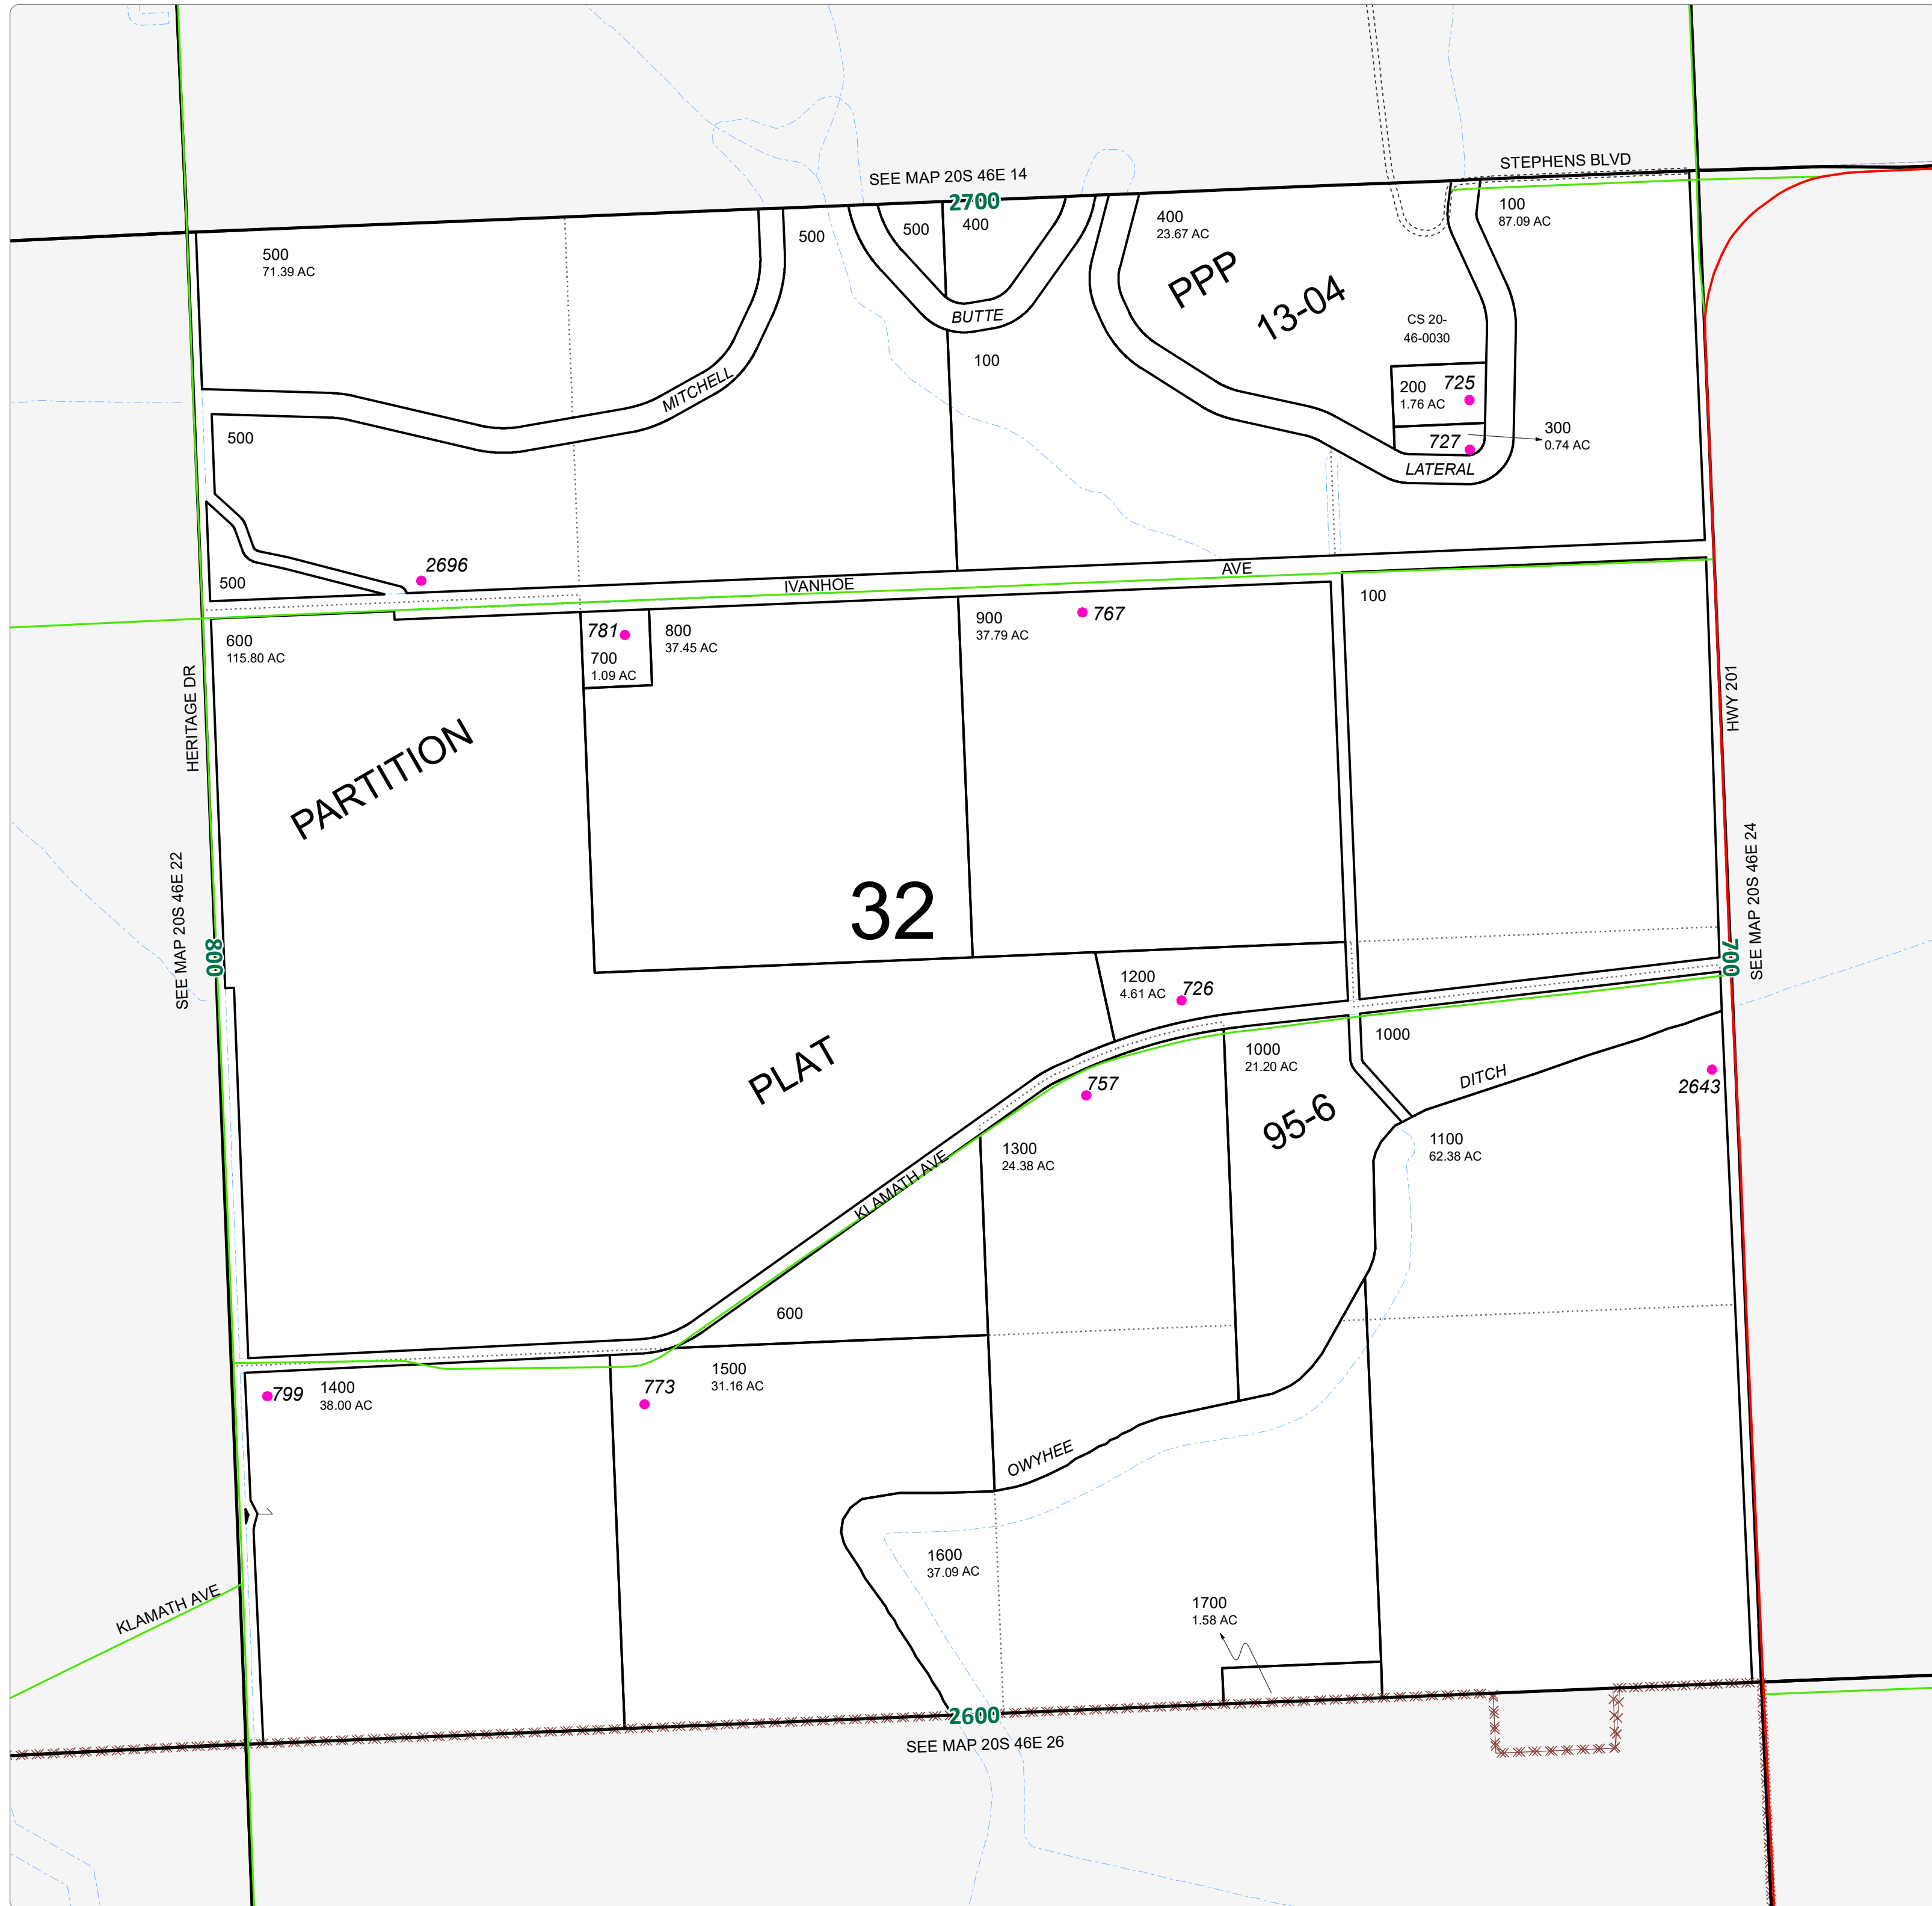 STEPHENS BLVD
SEE MAP 20S 46E 14
2700
100
87.09 AC
400
23.67 AC
500
500
400
500
71.39 AC
PPP
13-04
BUTTE
CS 20-
46-0030
100
MITCHELL
200
1.76 AC
725
300
0.74 AC
727
LATERAL
500
2696
500
IVANHOE
AVE
100
767
900
37.79 AC
781
800
37.45 AC
700
1.09 AC
600
115.80 AC
HERITAGE DR
HWY 201
PARTITION
32
SEE MAP 20S 46E 22
800
SEE MAP 20S 46E 24
700
1200
4.61 AC
726
1000
1000
21.20 AC
PLAT
757
DITCH
2643
95-6
1300
24.38 AC
1100
62.38 AC
KLAMATH AVE
600
1500
31.16 AC
799
1400
38.00 AC
773
OWYHEE
1600
37.09 AC
KLAMATH AVE
1700
1.58 AC
2600
SEE MAP 20S 46E 26